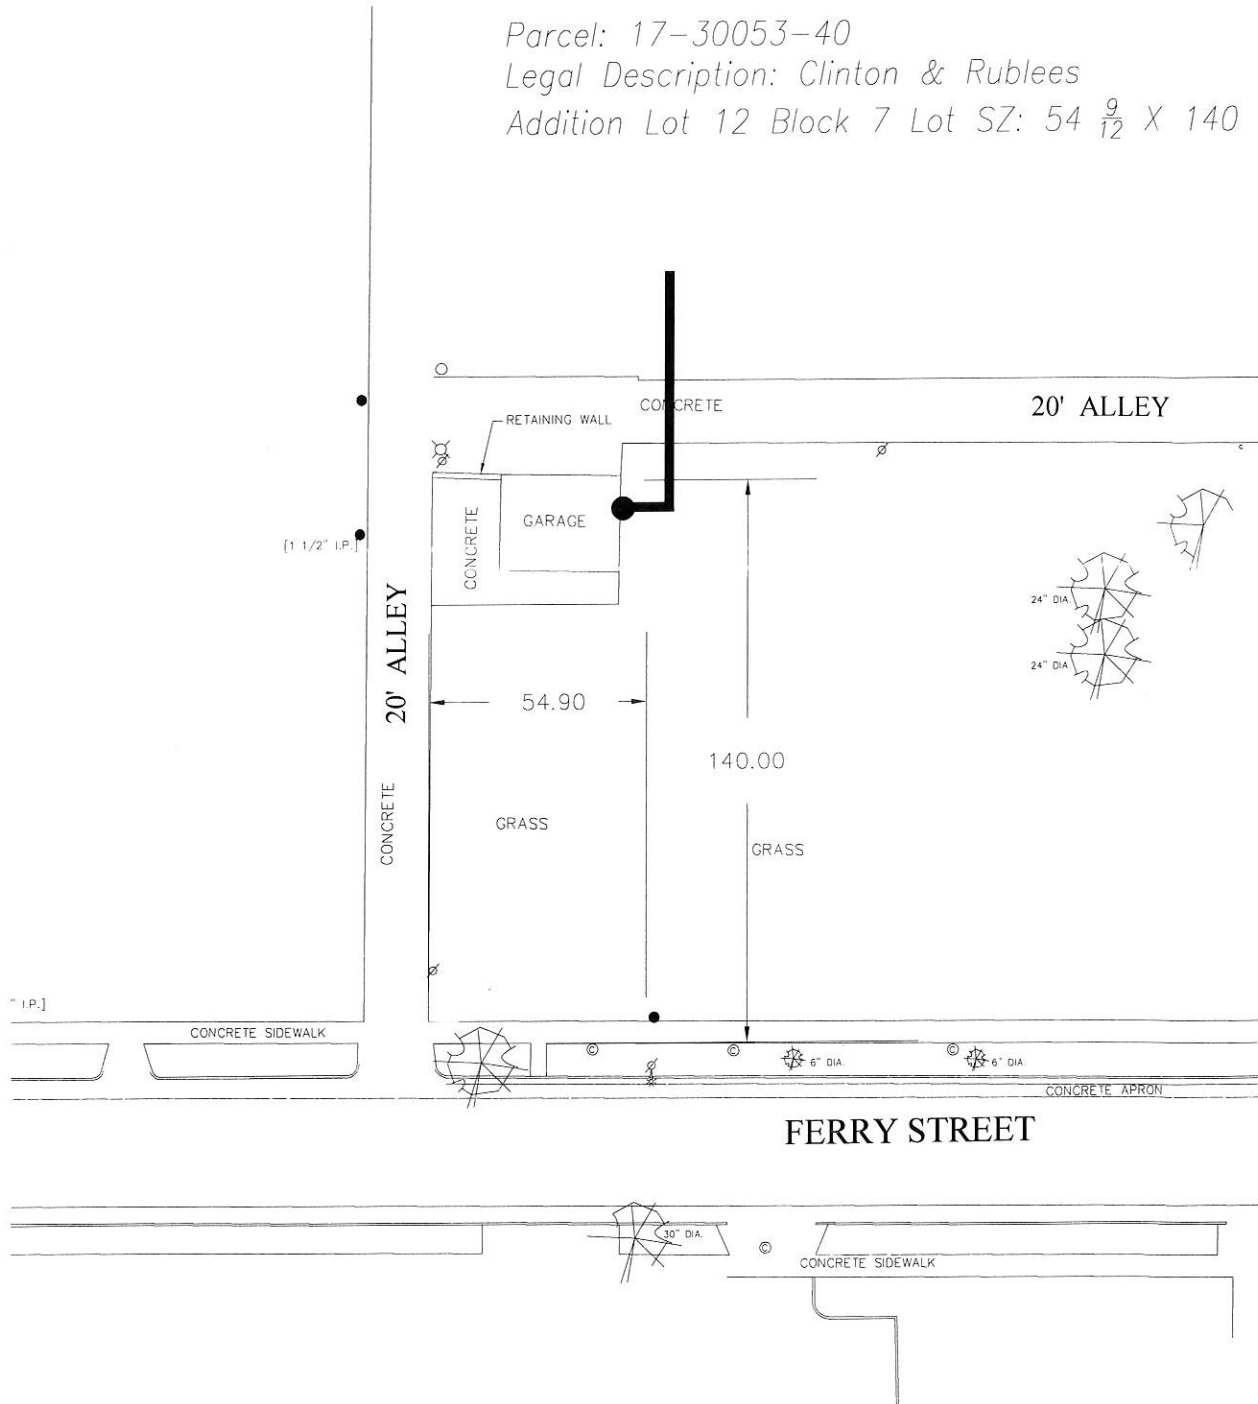 Parcel: 17-30053-40
Legal Description: Clinton & Rublees
Addition Lot 12 Block 7 Lot SZ: 54 9/12 X 140
CONCRETE
20' ALLEY
RETAINING WALL
CONCRETE
GARAGE
[1 1/2" I.P.]
24" DIA.
24" DIA
20' ALLEY
54.90
140.00
CONCRETE
GRASS
GRASS
" I.P.]
CONCRETE SIDEWALK
© © ©
6" DIA.
6" DIA.
CONCRETE APRON
FERRY STREET
30" DIA.
©
CONCRETE SIDEWALK